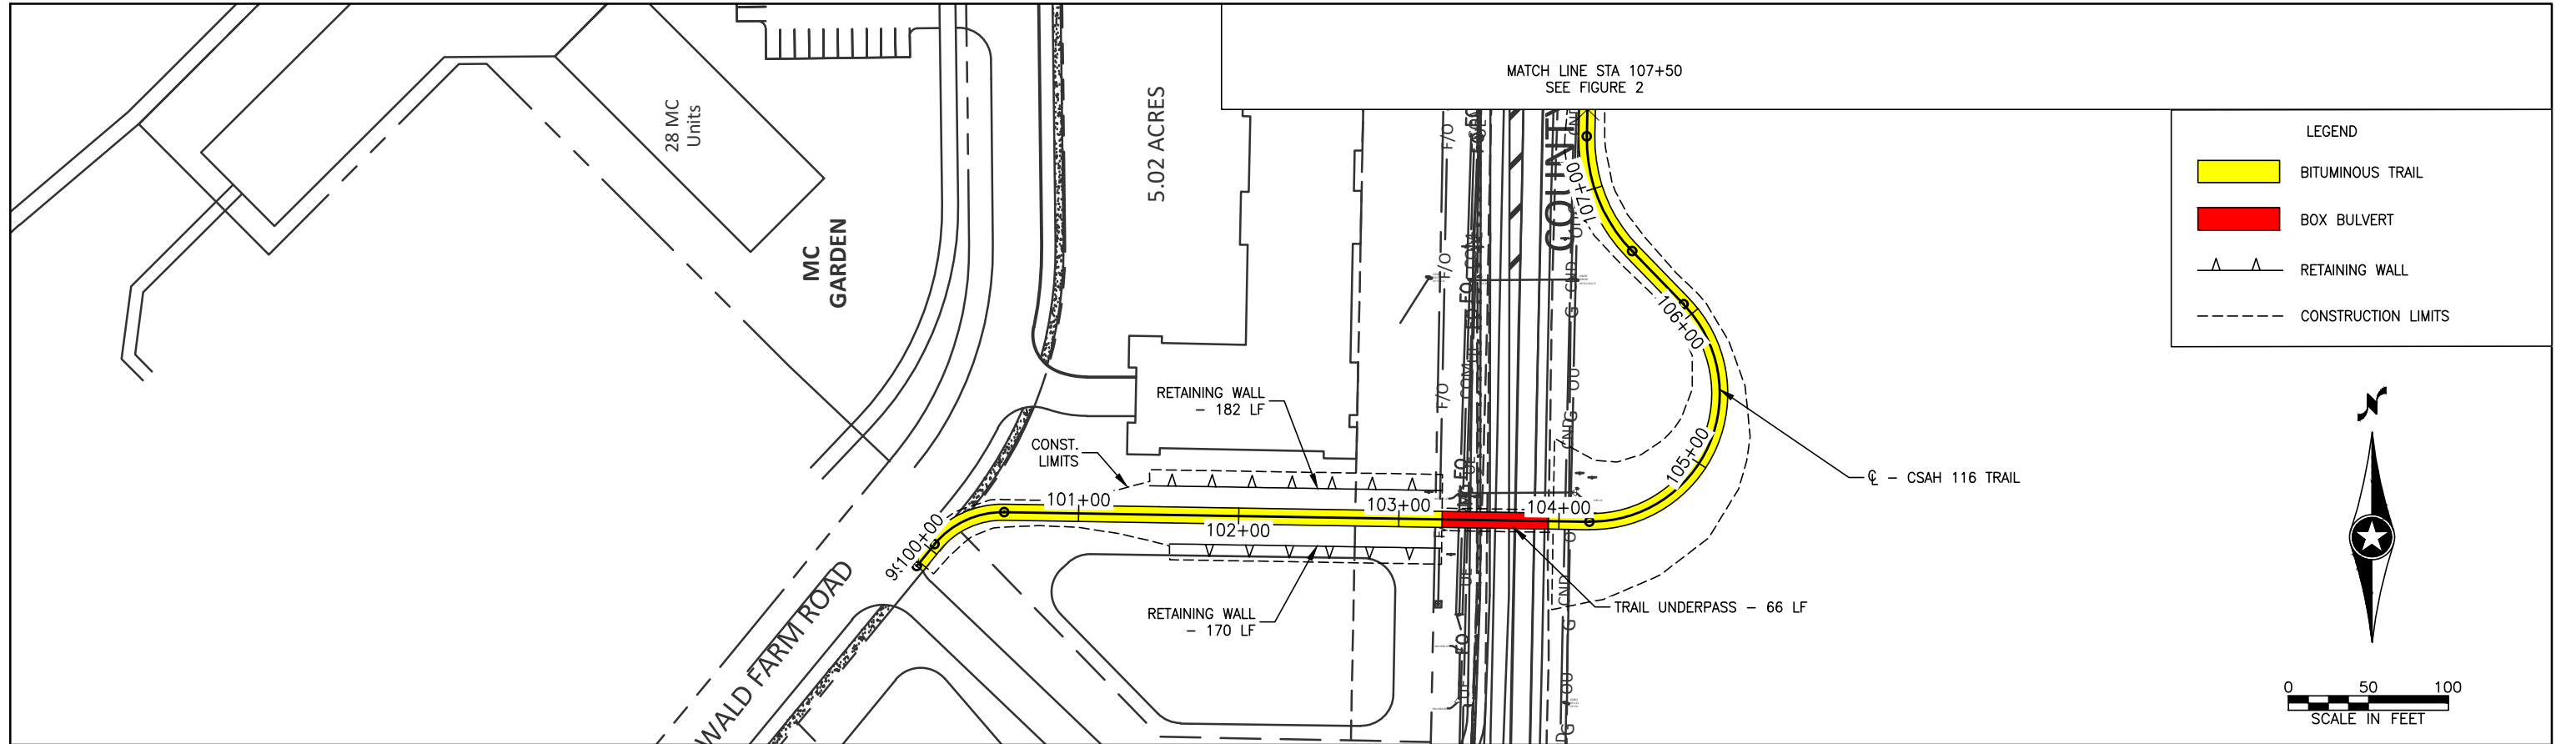 MATCH LINE STA 107+50
SEE FIGURE 2
28 MC
Units
MC
GARDEN
5.02 ACRES
LEGEND
BITUMINOUS TRAIL
BOX BULVERT
RETAINING WALL
CONSTRUCTION LIMITS
F/O
F/O
F/O
107+00
106+00
105+00
RETAINING WALL
- 182 LF
CONST.
LIMITS
100+00
101+00
102+00
103+00
104+00
℄ - CSAH 116 TRAIL
TRAIL UNDERPASS - 66 LF
RETAINING WALL
- 170 LF
WALD FARM ROAD
N
0 50 100
SCALE IN FEET